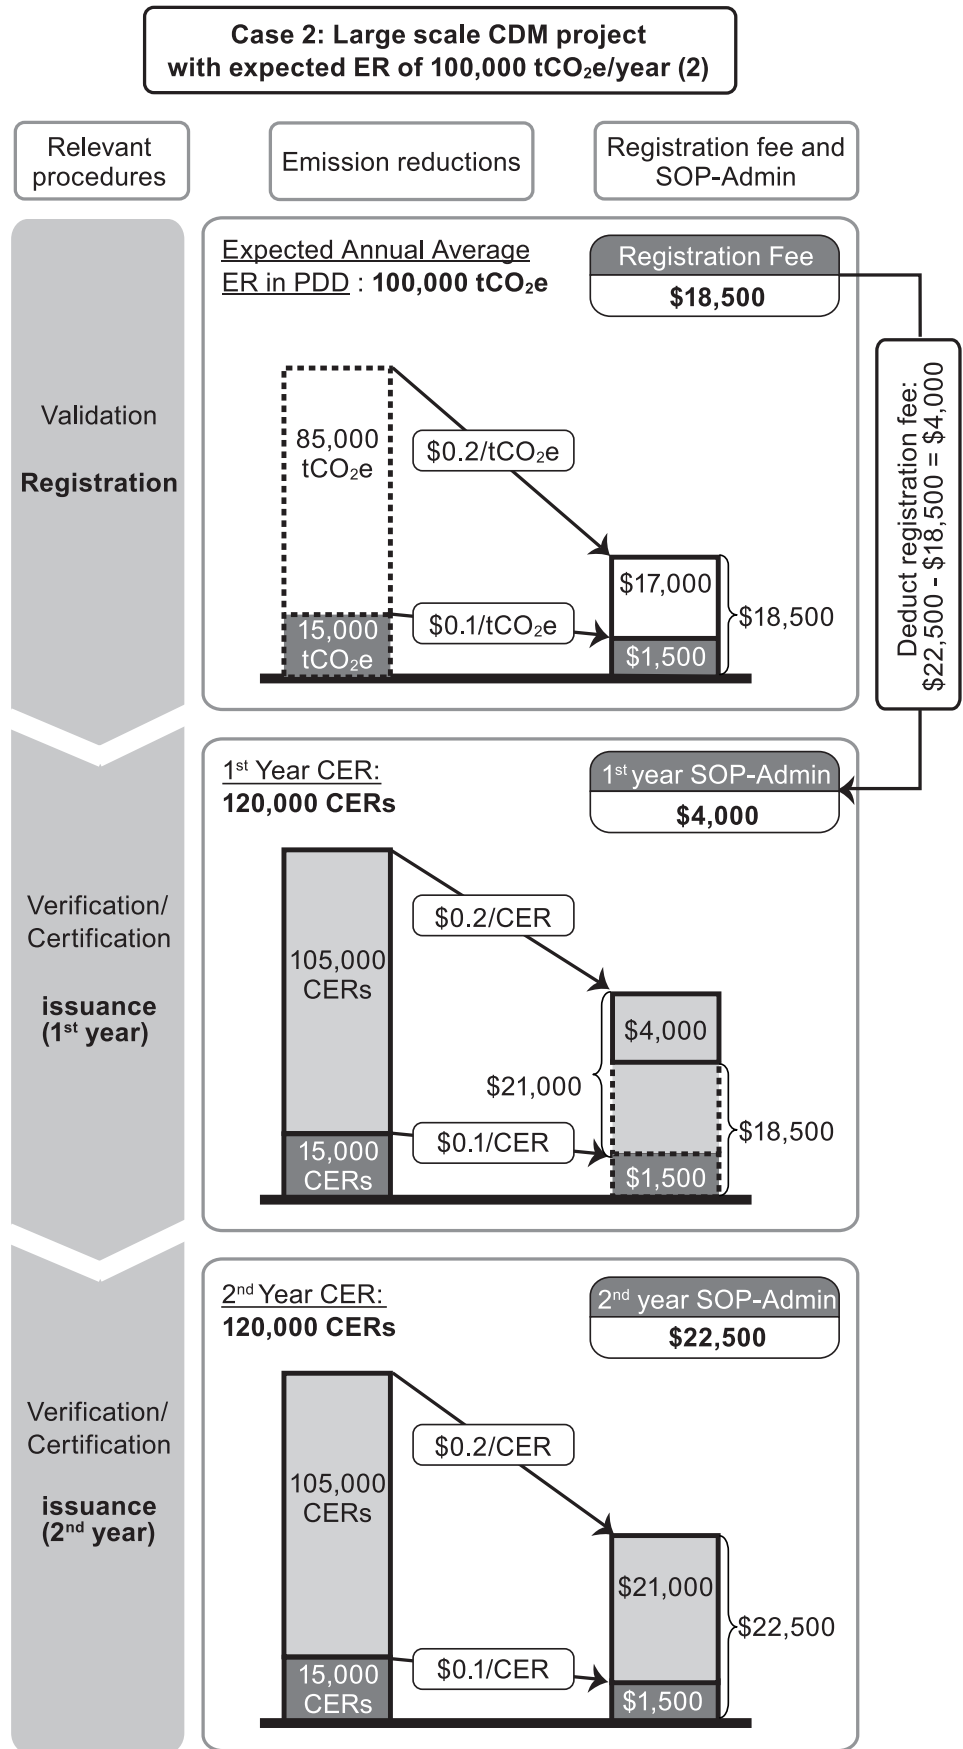 Case 2: Large scale CDM project
with expected ER of 100,000 tCO₂e/year (2)
Relevant
procedures
Emission reductions
Registration fee and
SOP-Admin
Validation
Registration
Expected Annual Average
ER in PDD : 100,000 tCO₂e
Registration Fee
$18,500
85,000
tCO₂e
$0.2/tCO₂e
15,000
tCO₂e
$0.1/tCO₂e
$17,000
$1,500
$18,500
Deduct registration fee:
$22,500 - $18,500 = $4,000
Verification/
Certification
issuance
(1st year)
1st Year CER:
120,000 CERs
1st year SOP-Admin
$4,000
105,000
CERs
$0.2/CER
15,000
CERs
$0.1/CER
$4,000
$21,000
$18,500
$1,500
Verification/
Certification
issuance
(2nd year)
2nd Year CER:
120,000 CERs
2nd year SOP-Admin
$22,500
105,000
CERs
$0.2/CER
15,000
CERs
$0.1/CER
$21,000
$22,500
$1,500